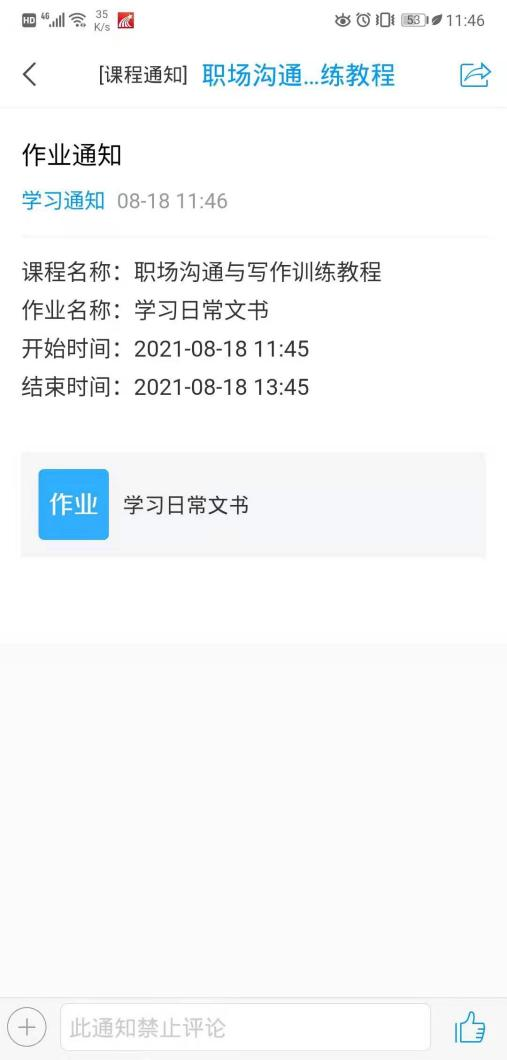 HD 4G 35 K/s 53 11:46
[课程通知] 职场沟通...练教程
作业通知
学习通知 08-18 11:46
课程名称：职场沟通与写作训练教程
作业名称：学习日常文书
开始时间：2021-08-18 11:45
结束时间：2021-08-18 13:45
作业 学习日常文书
此通知禁止评论